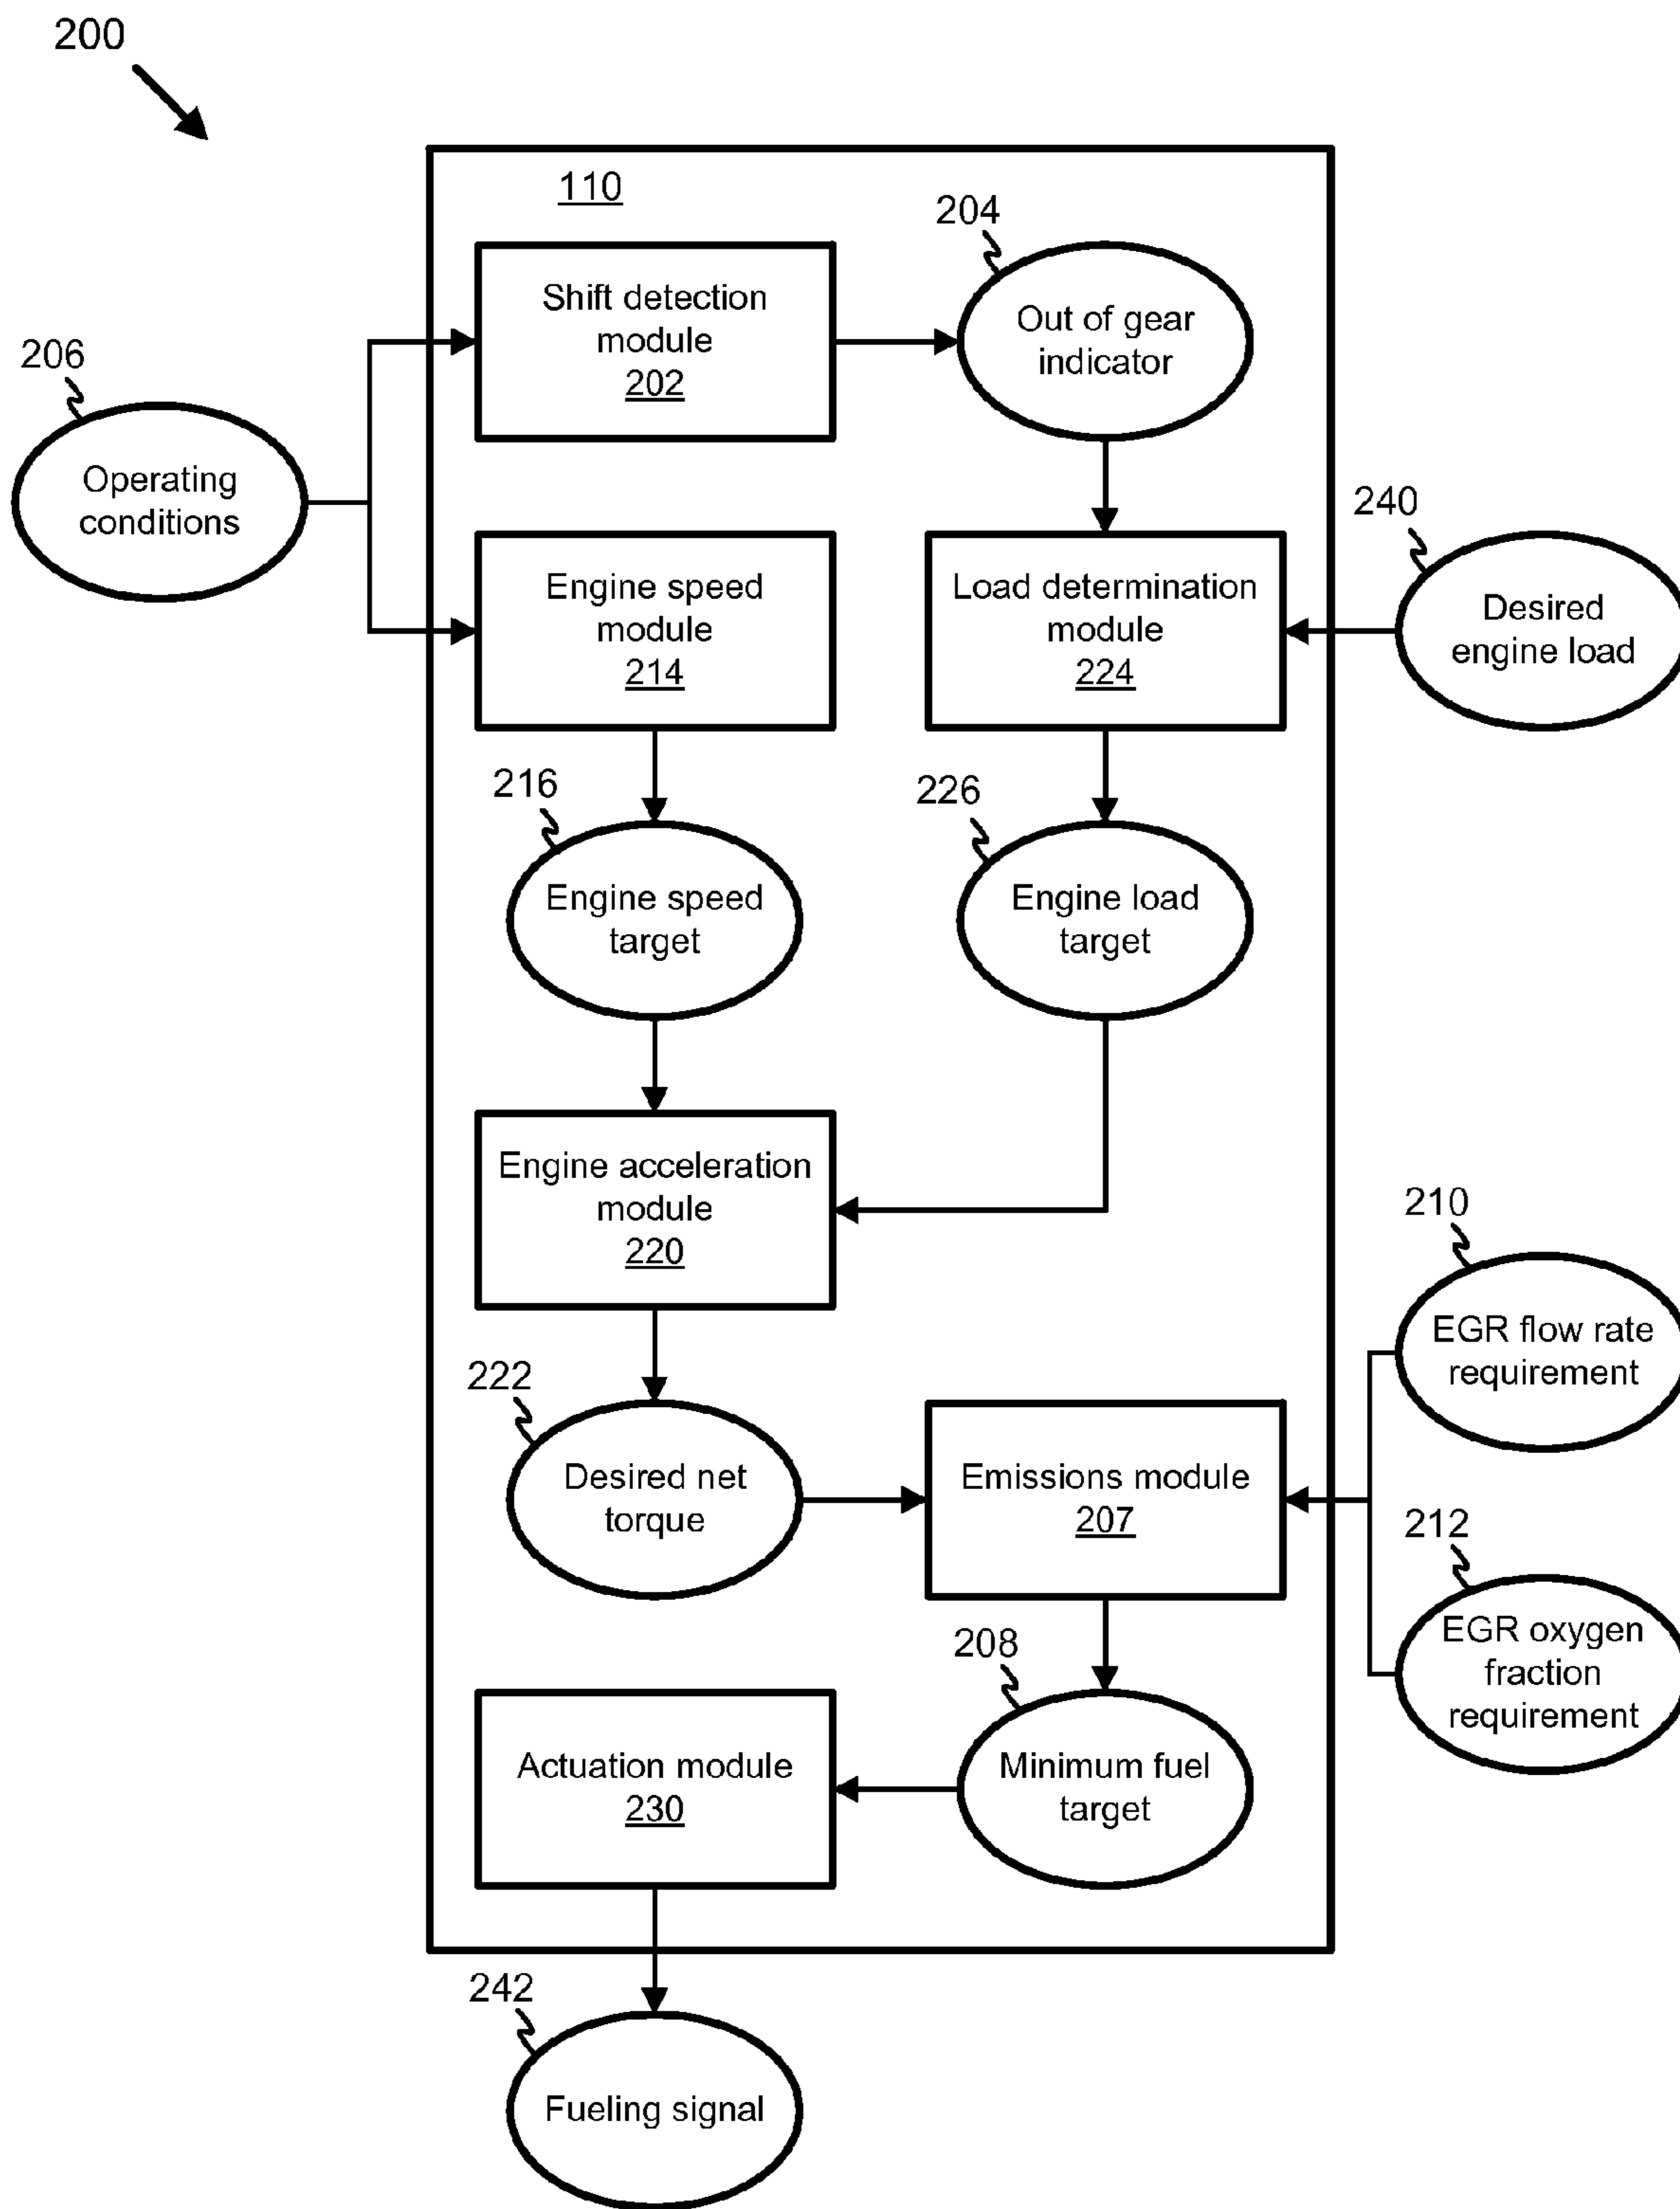 200
110
204
Shift detection
module
202
Out of gear
indicator
206
Operating
conditions
240
Engine speed
module
214
Load determination
module
224
Desired
engine load
216
226
Engine speed
target
Engine load
target
Engine acceleration
module
220
210
EGR flow rate
requirement
222
Desired net
torque
Emissions module
207
212
EGR oxygen
fraction
requirement
208
Actuation module
230
Minimum fuel
target
242
Fueling signal